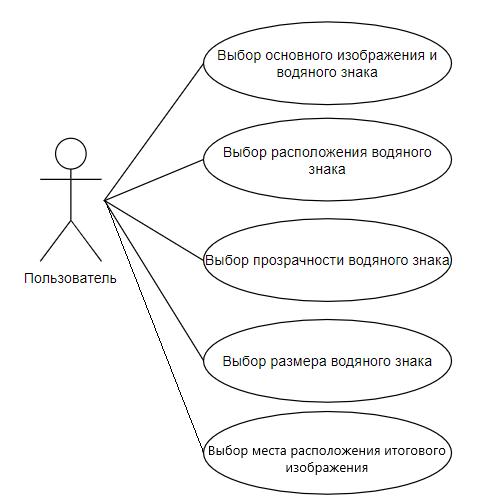 Выбор основного изображения и
водяного знака
Выбор расположения водяного
знака
Выбор прозрачности водяного знака
Пользователь
Выбор размера водяного знака
Выбор места расположения итогового
изображения